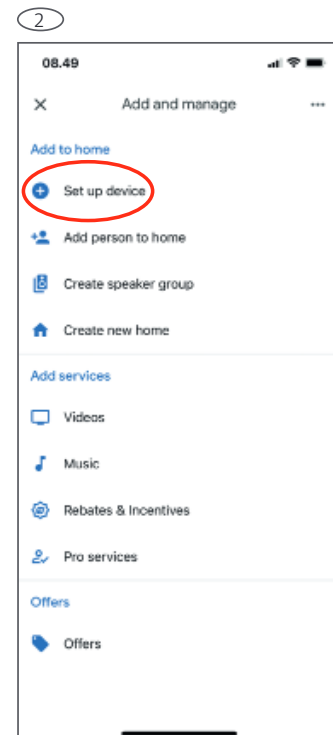 2
08.49
Add and manage
Add to home
Set up device
Add person to home
Create speaker group
Create new home
Add services
Videos
Music
Rebates & Incentives
Pro services
Offers
Offers